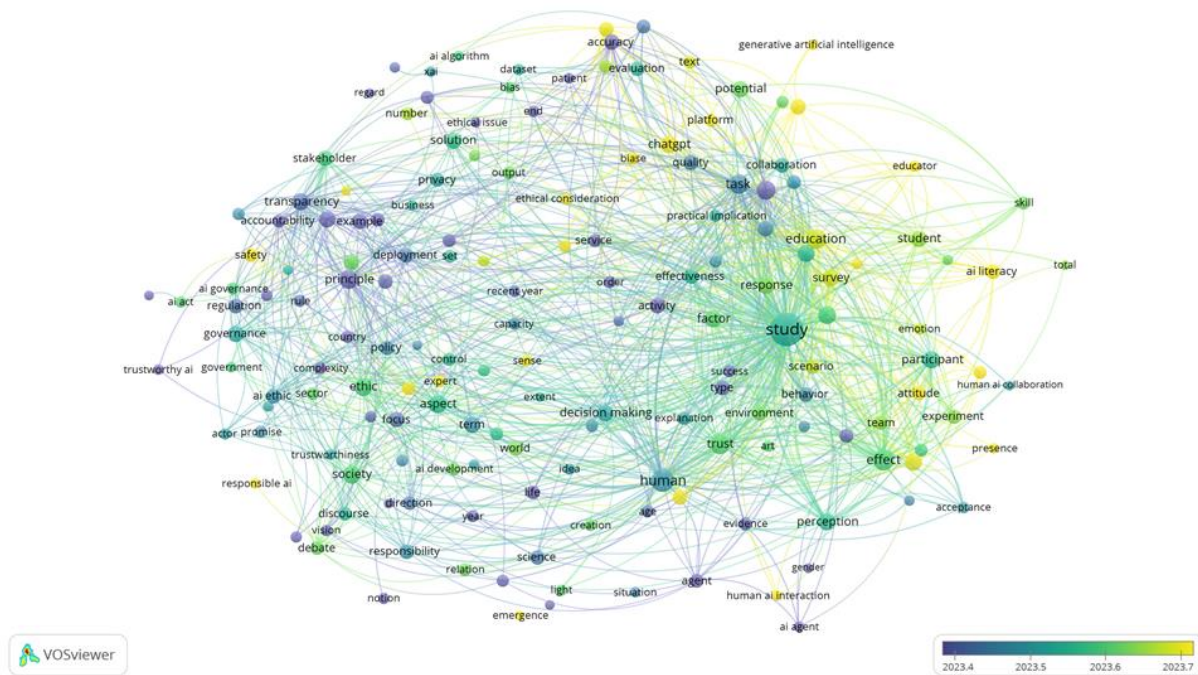 accuracy
generative artificial intelligence
ai algorithm
text
xai
dataset
evaluation
patient
bias
potential
regard
number
end
platform
ethical issue
solution
chatgpt
stakeholder
biase
quality
collaboration
educator
output
privacy
task
transparency
ethical consideration
skill
business
accountability
example
practical implication
education
student
service
safety
deployment
set
total
principle
effectiveness
survey
ai literacy
response
order
ai governance
recent year
ai act
regulation
rule
activity
factor
capacity
study
emotion
governance
country
policy
participant
control
sense
government
complexity
success
scenario
trustworthy ai
expert
type
human ai collaboration
ethic
behavior
attitude
ai ethic
sector
extent
aspect
decision making
explanation
environment
experiment
focus
term
team
actor
promise
trust
art
world
presence
trustworthiness
effect
society
ai development
idea
human
responsible ai
life
direction
acceptance
discourse
year
age
evidence
perception
vision
creation
debate
responsibility
science
relation
gender
agent
light
situation
notion
human ai interaction
emergence
ai agent
VOSviewer
2023.4
2023.5
2023.6
2023.7